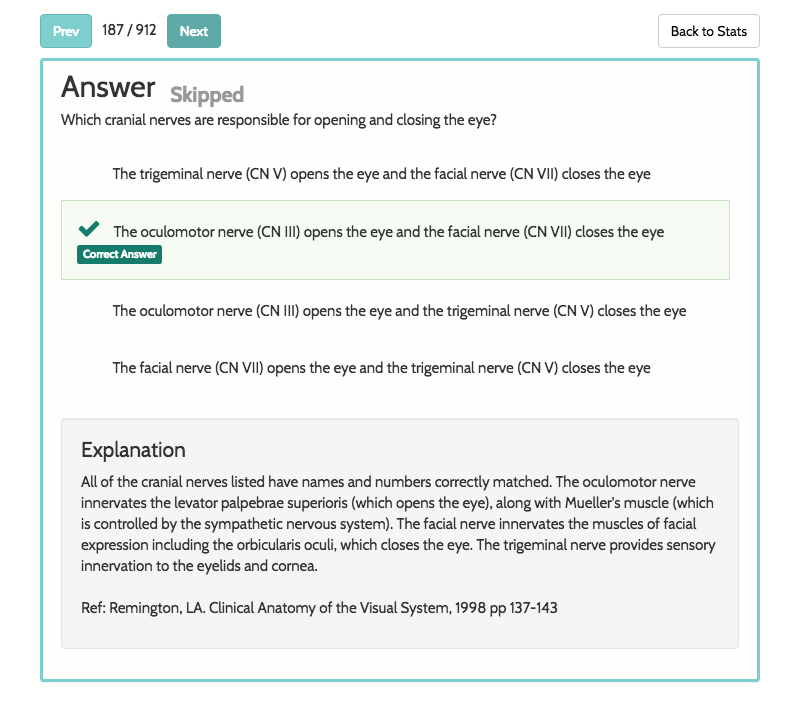 Prev 187 / 912 Next Back to Stats
Answer Skipped
Which cranial nerves are responsible for opening and closing the eye?
The trigeminal nerve (CN V) opens the eye and the facial nerve (CN VII) closes the eye
The oculomotor nerve (CN III) opens the eye and the facial nerve (CN VII) closes the eye
Correct Answer
The oculomotor nerve (CN III) opens the eye and the trigeminal nerve (CN V) closes the eye
The facial nerve (CN VII) opens the eye and the trigeminal nerve (CN V) closes the eye
Explanation
All of the cranial nerves listed have names and numbers correctly matched. The oculomotor nerve
innervates the levator palpebrae superioris (which opens the eye), along with Mueller's muscle (which
is controlled by the sympathetic nervous system). The facial nerve innervates the muscles of facial
expression including the orbicularis oculi, which closes the eye. The trigeminal nerve provides sensory
innervation to the eyelids and cornea.
Ref: Remington, LA. Clinical Anatomy of the Visual System, 1998 pp 137-143